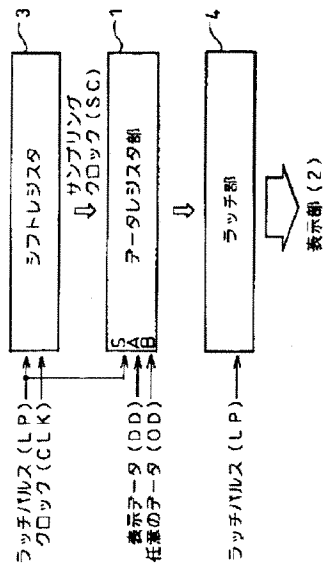 3
シフトレジスタ
ラッチパルス(LP)
クロック(CLK)
サンプリング
クロック(SC)
1
データレジスタ部
S
A
B
表示データ(DD)
任意のデータ(OD)
4
ラッチ部
ラッチパルス(LP)
表示部(2)